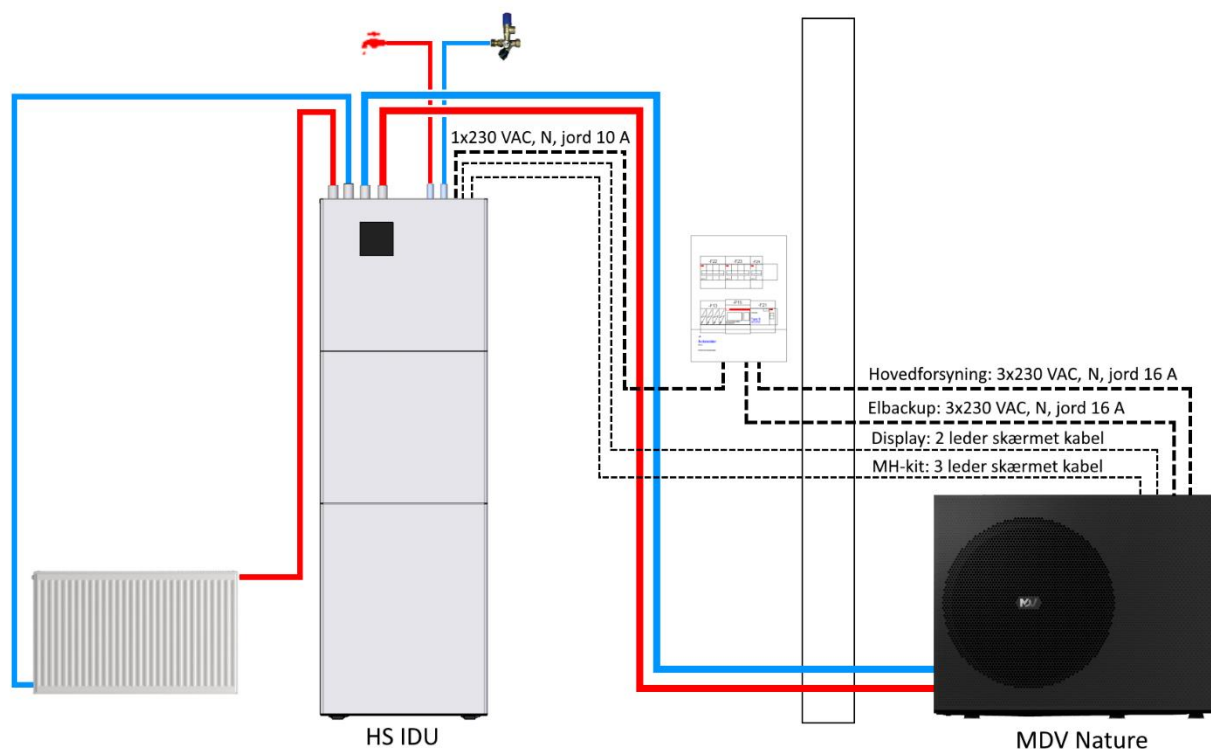 1x230 VAC, N, jord 10 A
Hovedforsyning: 3x230 VAC, N, jord 16 A
Elbackup: 3x230 VAC, N, jord 16 A
Display: 2 leder skærmet kabel
MH-kit: 3 leder skærmet kabel
HS IDU
MDV Nature